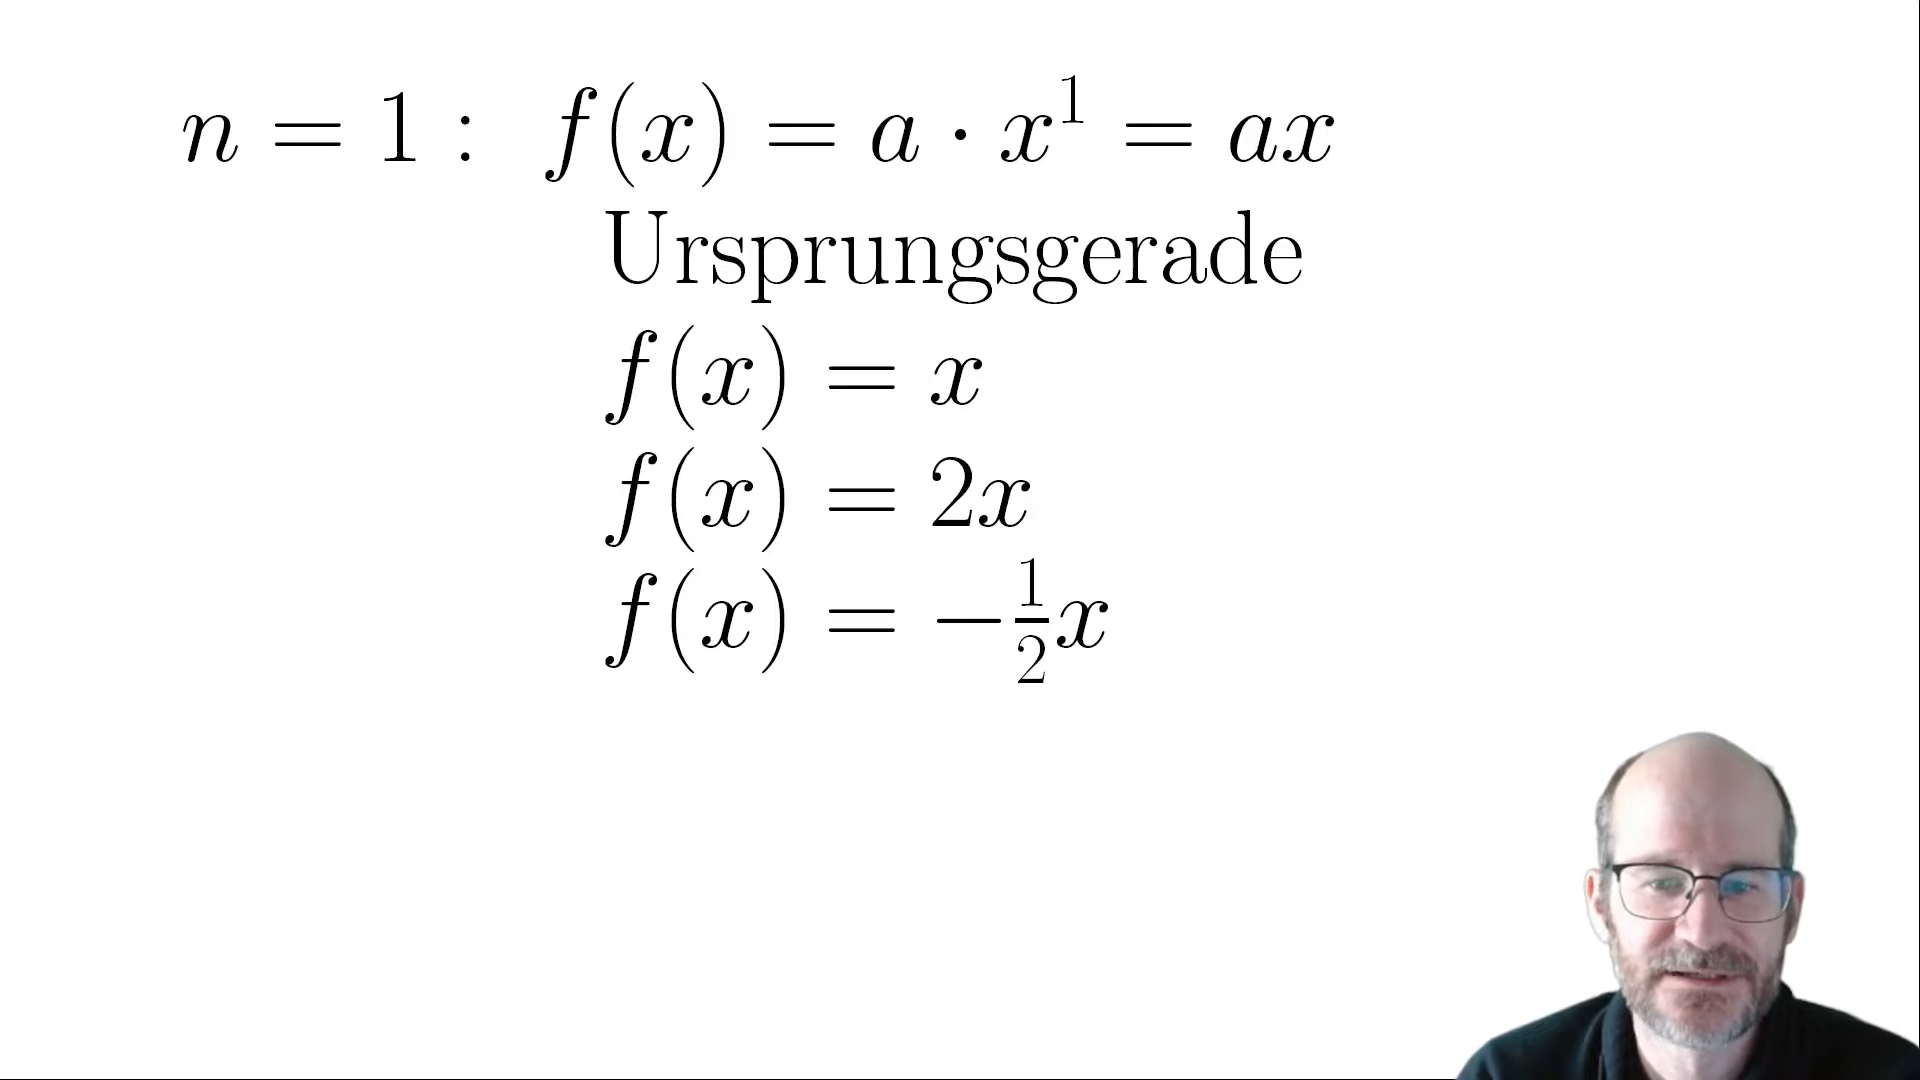 n = 1 : f(x) = a · x¹ = ax
Ursprungsgerade
f(x) = x
f(x) = 2x
f(x) = −½x